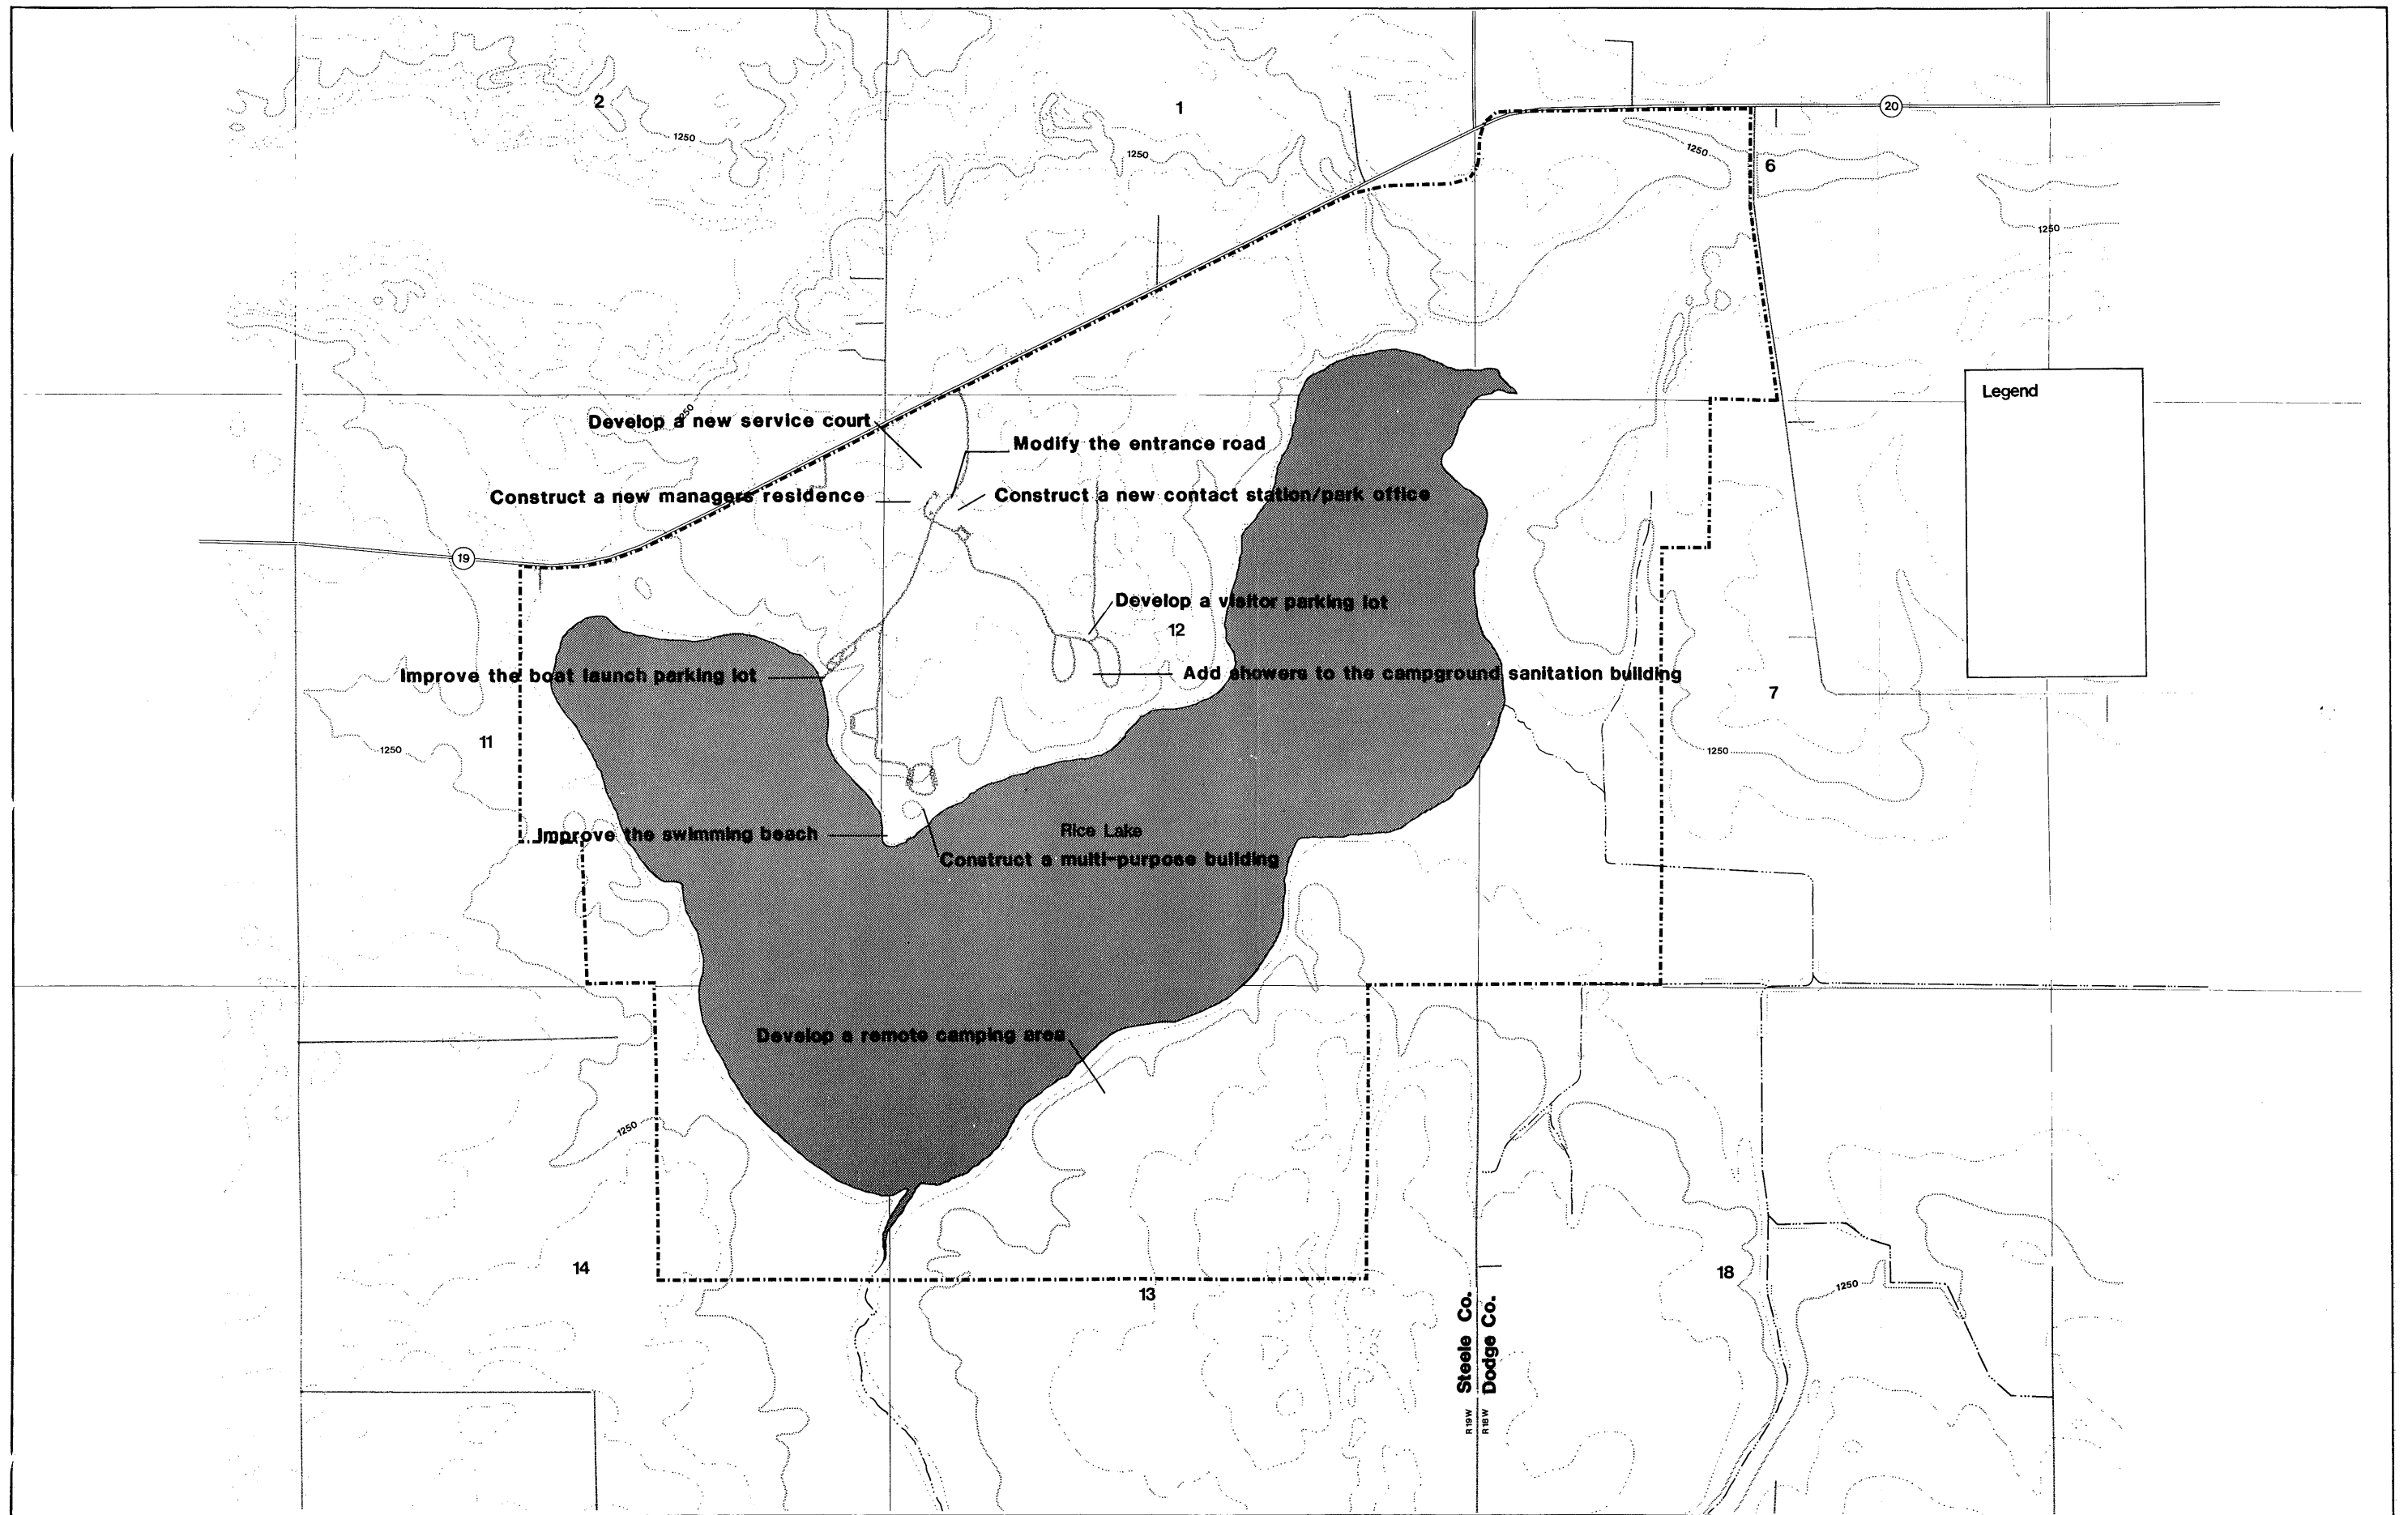 2
1
20
1250
1250
1250
6
1250
Legend
1250
Develop a new service court
Modify the entrance road
Construct a new managers residence
Construct a new contact station/park office
19
Develop a visitor parking lot
12
Improve the boat launch parking lot
Add showers to the campground sanitation building
7
11
1250
1250
Improve the swimming beach
Rice Lake
Construct a multi-purpose building
Develop a remote camping area
1250
14
13
18
1250
Steele Co.
Dodge Co.
R19W
R18W